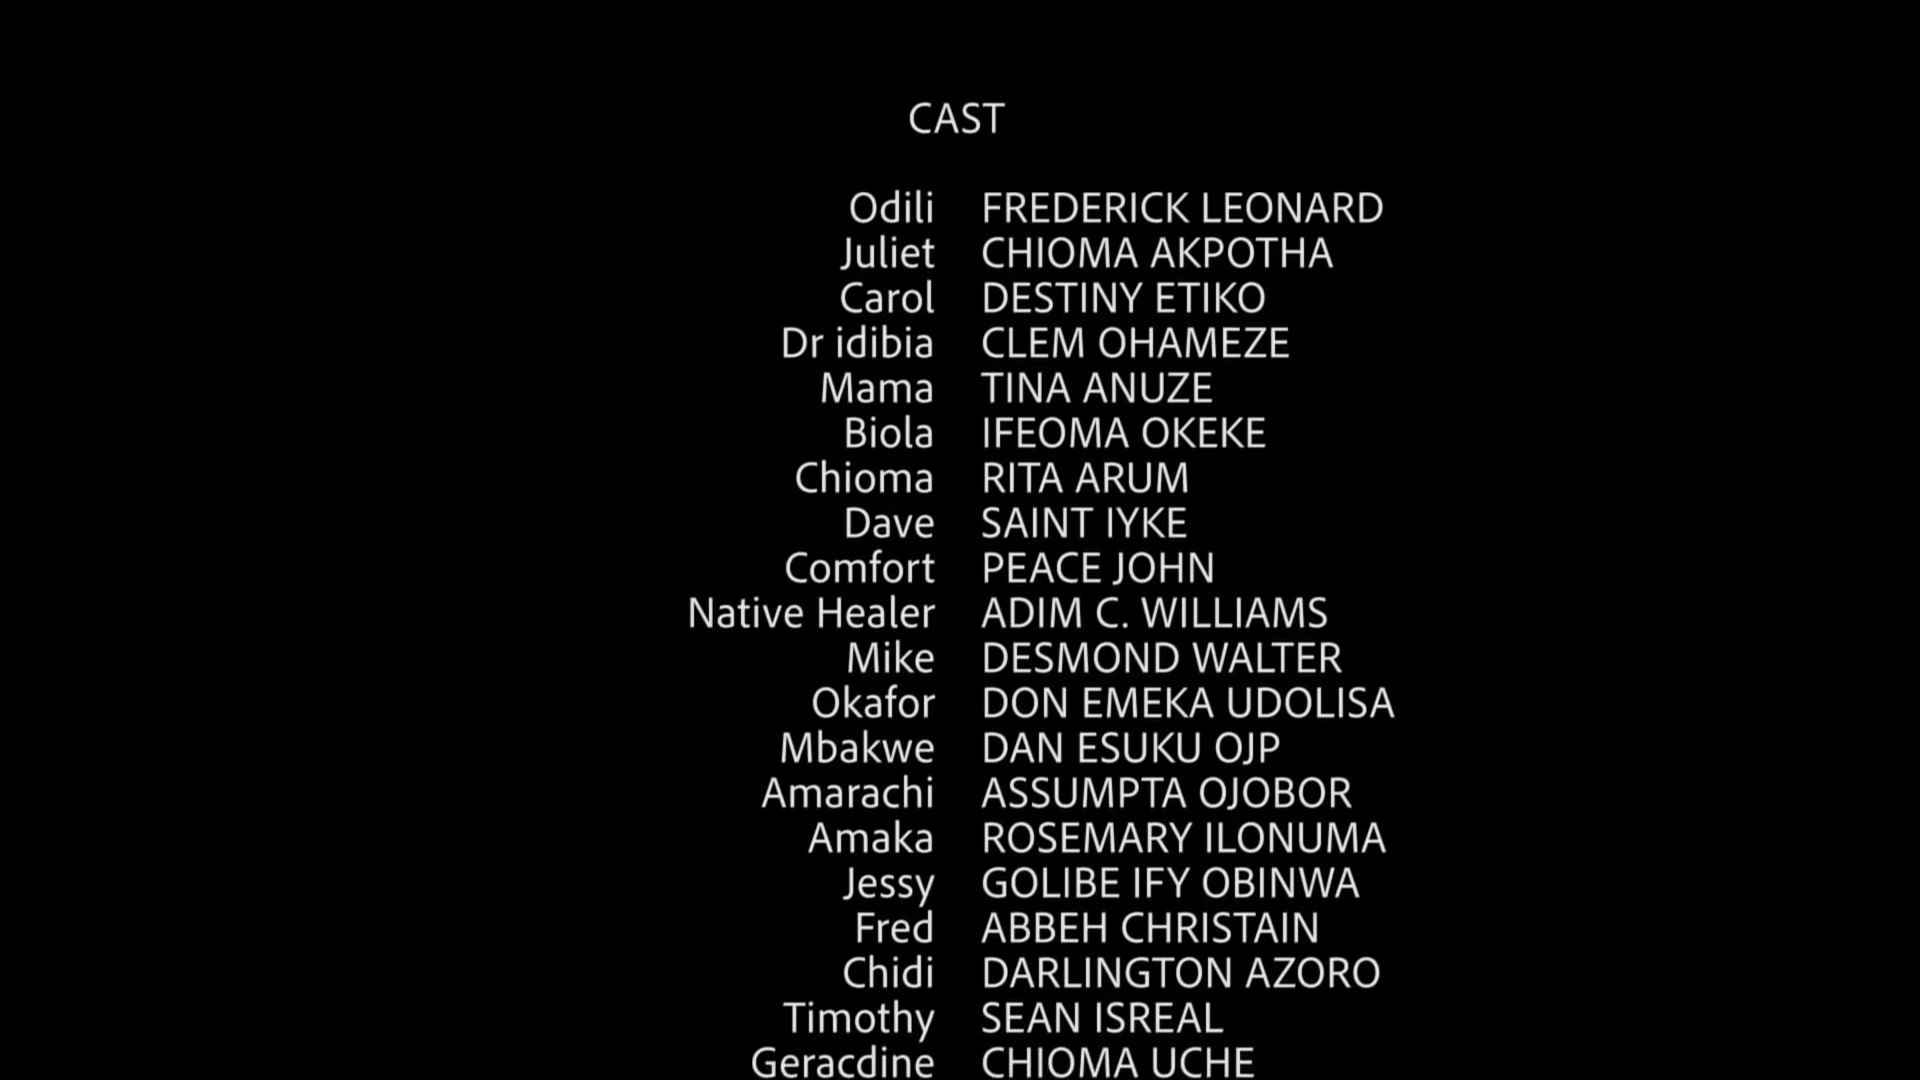 CAST
Odili FREDERICK LEONARD
Juliet CHIOMA AKPOTHA
Carol DESTINY ETIKO
Dr idibia CLEM OHAMEZE
Mama TINA ANUZE
Biola IFEOMA OKEKE
Chioma RITA ARUM
Dave SAINT IYKE
Comfort PEACE JOHN
Native Healer ADIM C. WILLIAMS
Mike DESMOND WALTER
Okafor DON EMEKA UDOLISA
Mbakwe DAN ESUKU OJP
Amarachi ASSUMPTA OJOBOR
Amaka ROSEMARY ILONUMA
Jessy GOLIBE IFY OBINWA
Fred ABBEH CHRISTAIN
Chidi DARLINGTON AZORO
Timothy SEAN ISREAL
Geracdine CHIOMA UCHE